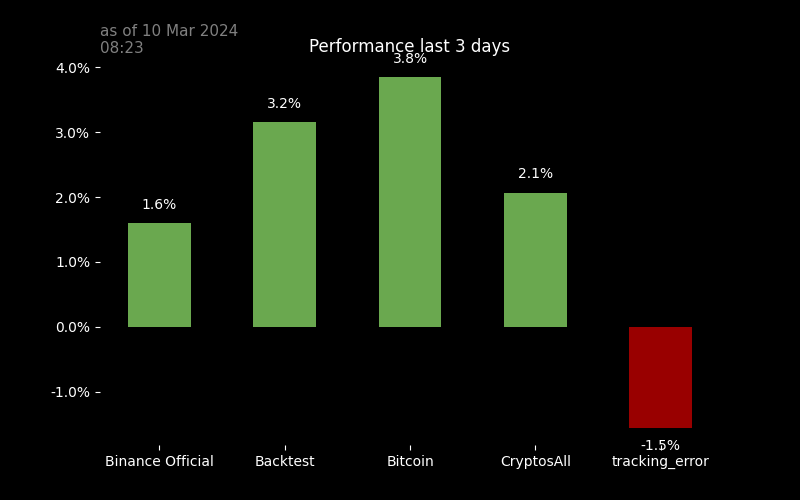 as of 10 Mar 2024
08:23
Performance last 3 days
4.0%
3.0%
2.0%
1.0%
0.0%
-1.0%
1.6%
3.2%
3.8%
2.1%
-1.5%
Binance Official
Backtest
Bitcoin
CryptosAll
tracking_error